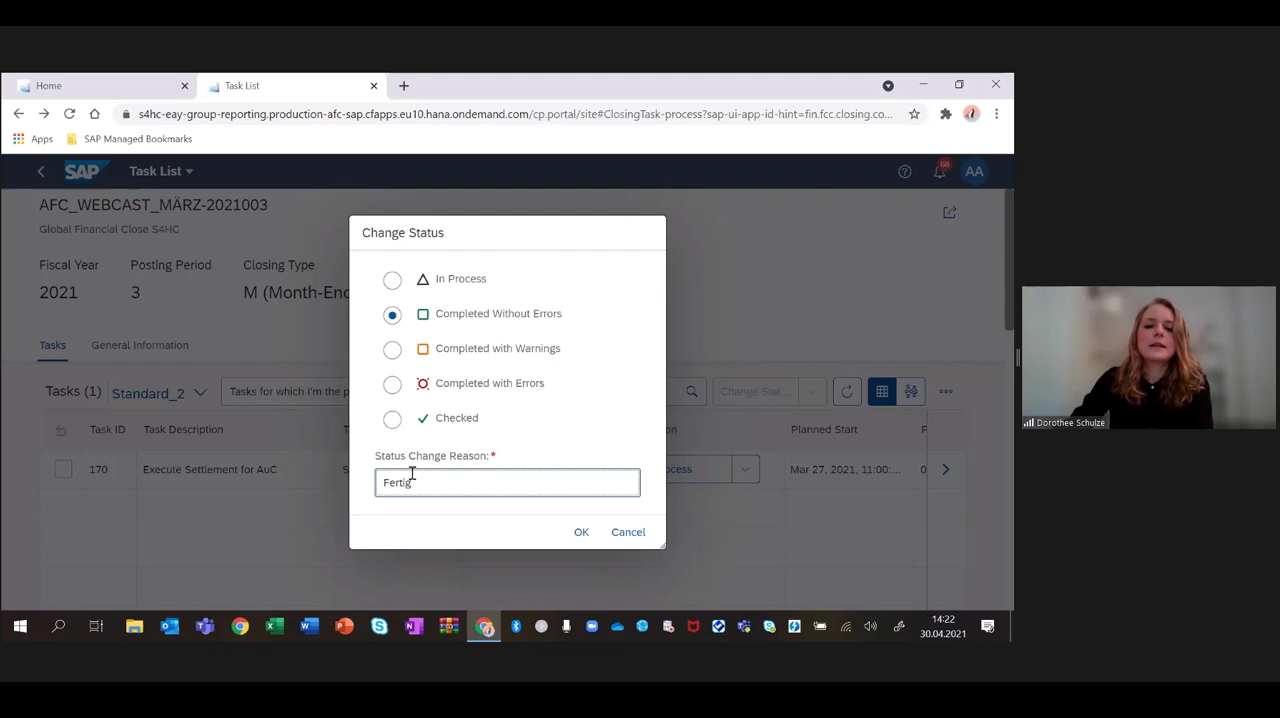 Home
Task List
s4hc-eay-group-reporting.production-afc-sap.cfapps.eu10.hana.ondemand.com/cp.portal/site#ClosingTask-process?sap-ui-app-id-hint=fin.fcc.closing.co...
Apps
SAP Managed Bookmarks
SAP
Task List
68
AA
AFC_WEBCAST_MÄRZ-2021003
Global Financial Close S4HC
Fiscal Year
Posting Period
Closing Type
2021
3
M (Month-En
Tasks
General Information
Tasks (1)
Standard_2
Tasks for which I'm the p
Change Stat...
Task ID
Task Description
Planned Start
170
Execute Settlement for AuC
ocess
Mar 27, 2021, 11:00:...
Change Status
In Process
Completed Without Errors
Completed with Warnings
Completed with Errors
Checked
Status Change Reason:*
Fertig
OK
Cancel
14:22
30.04.2021
Dorothee Schulze